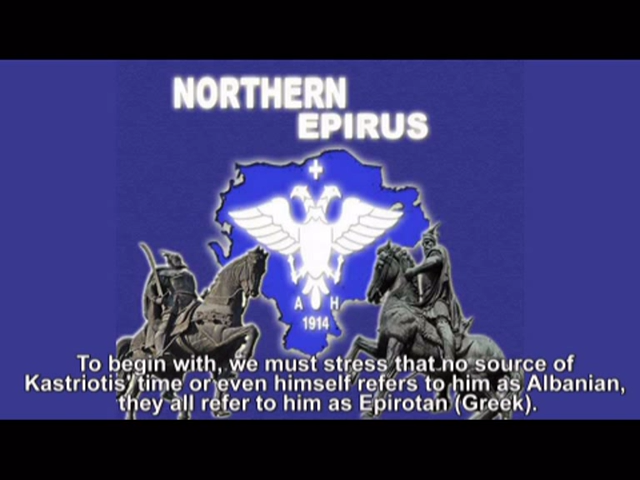 NORTHERN
EPIRUS
A H
1914
To begin with, we must stress that no source of
Kastriotis' time or even himself refers to him as Albanian,
they all refer to him as Epirotan (Greek).